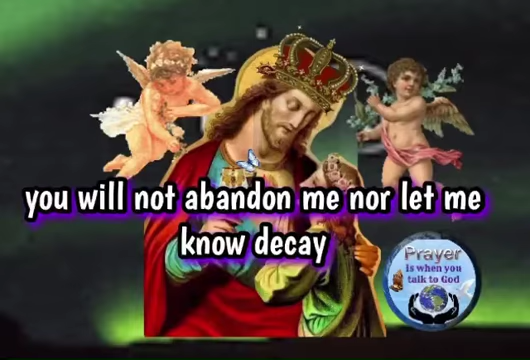 you will not abandon me nor let me
know decay
Prayer
is when you
talk to God